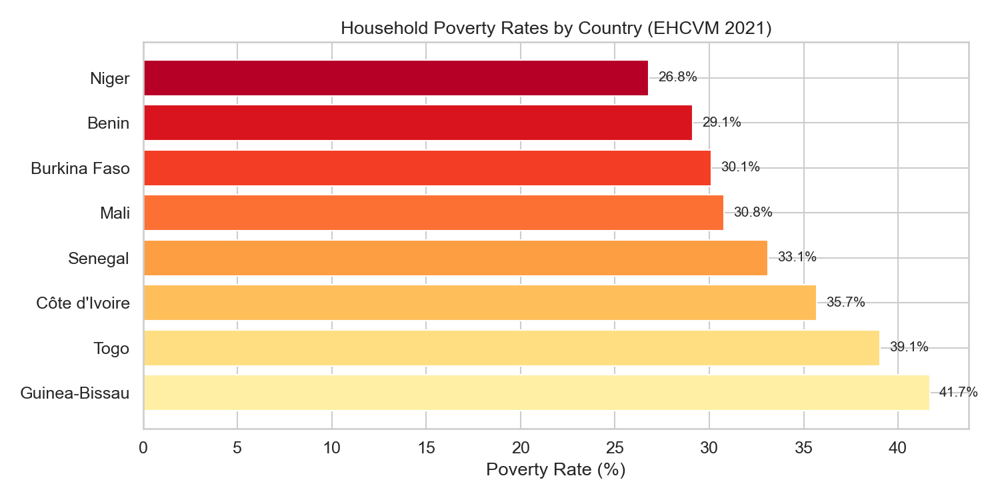 Household Poverty Rates by Country (EHCVM 2021)
Niger 26.8%
Benin 29.1%
Burkina Faso 30.1%
Mali 30.8%
Senegal 33.1%
Côte d'Ivoire 35.7%
Togo 39.1%
Guinea-Bissau 41.7%
0 5 10 15 20 25 30 35 40
Poverty Rate (%)